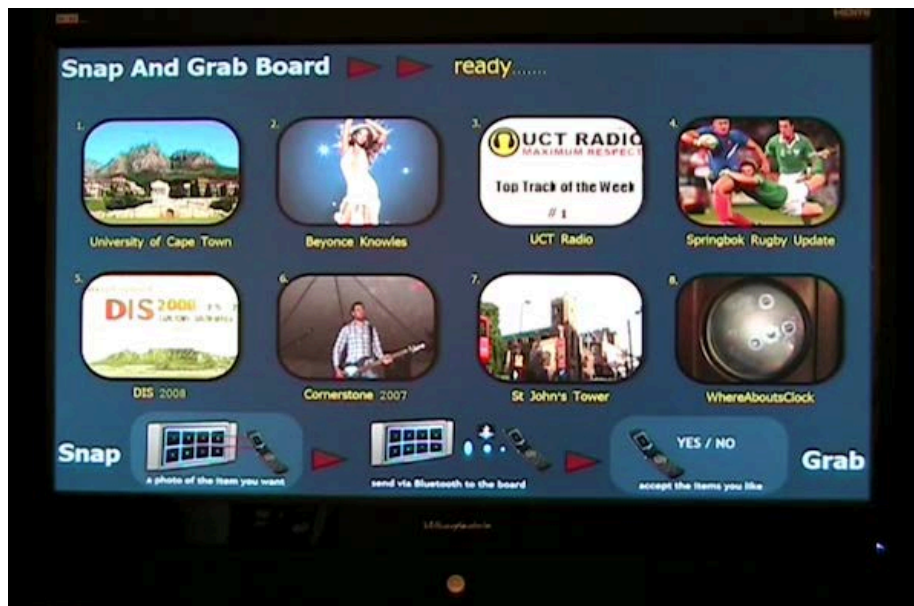 HDMI
Snap And Grab Board
ready.......
1.
2.
3.
4.
UCT RADIO
MAXIMUM RESPECT
Top Track of the Week
# 1
University of Cape Town
Beyonce Knowles
UCT Radio
Springbok Rugby Update
5.
6.
7.
8.
DIS 2008
DIS 2008
Cornerstone 2007
St John's Tower
WhereAboutsClock
Snap
YES / NO
Grab
a photo of the item you want
send via Bluetooth to the board
accept the items you like